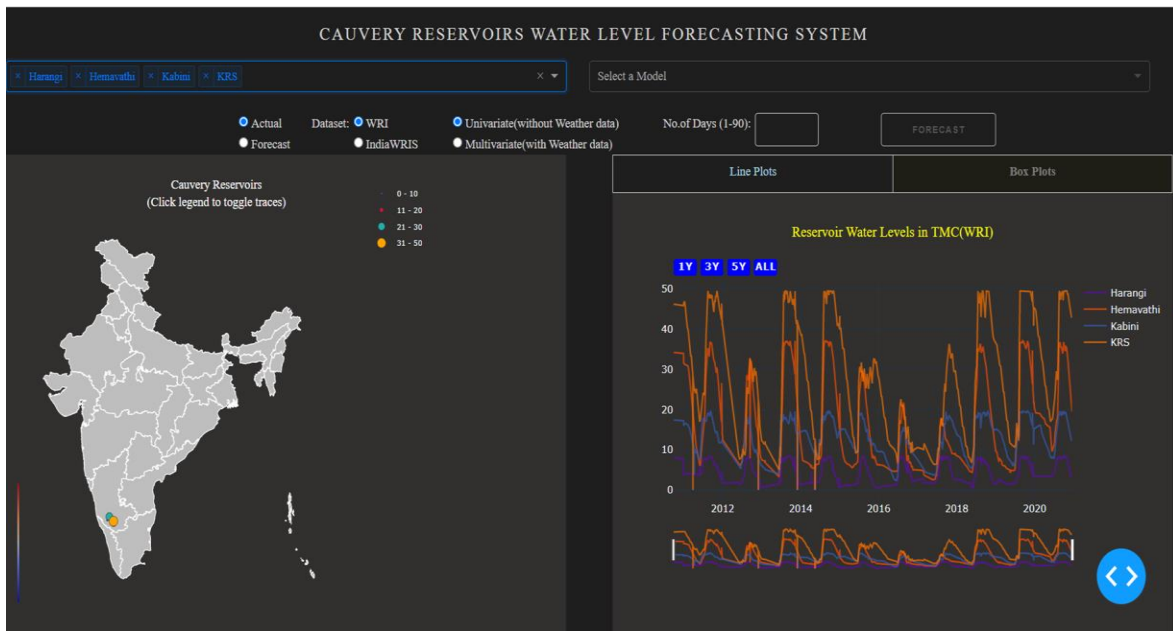 CAUVERY RESERVOIRS WATER LEVEL FORECASTING SYSTEM
× Harangi × Hemavathi × Kabini × KRS ×
Select a Model
Actual Dataset: WRI Univariate(without Weather data) No.of Days (1-90): FORECAST
Forecast IndiaWRIS Multivariate(with Weather data)
Cauvery Reservoirs
(Click legend to toggle traces)
0 - 10
11 - 20
21 - 30
31 - 50
Line Plots Box Plots
Reservoir Water Levels in TMC(WRI)
1Y 3Y 5Y ALL
50
40
30
20
10
0
2012 2014 2016 2018 2020
Harangi
Hemavathi
Kabini
KRS